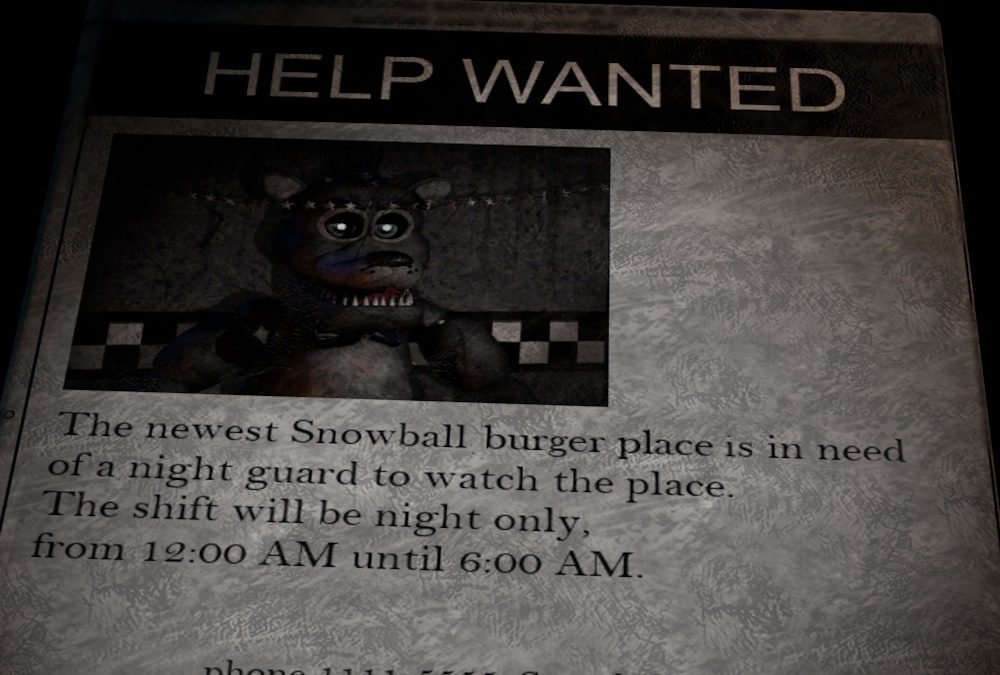 HELP WANTED
The newest Snowball burger place is in need
of a night guard to watch the place.
The shift will be night only,
from 12:00 AM until 6:00 AM.
phone